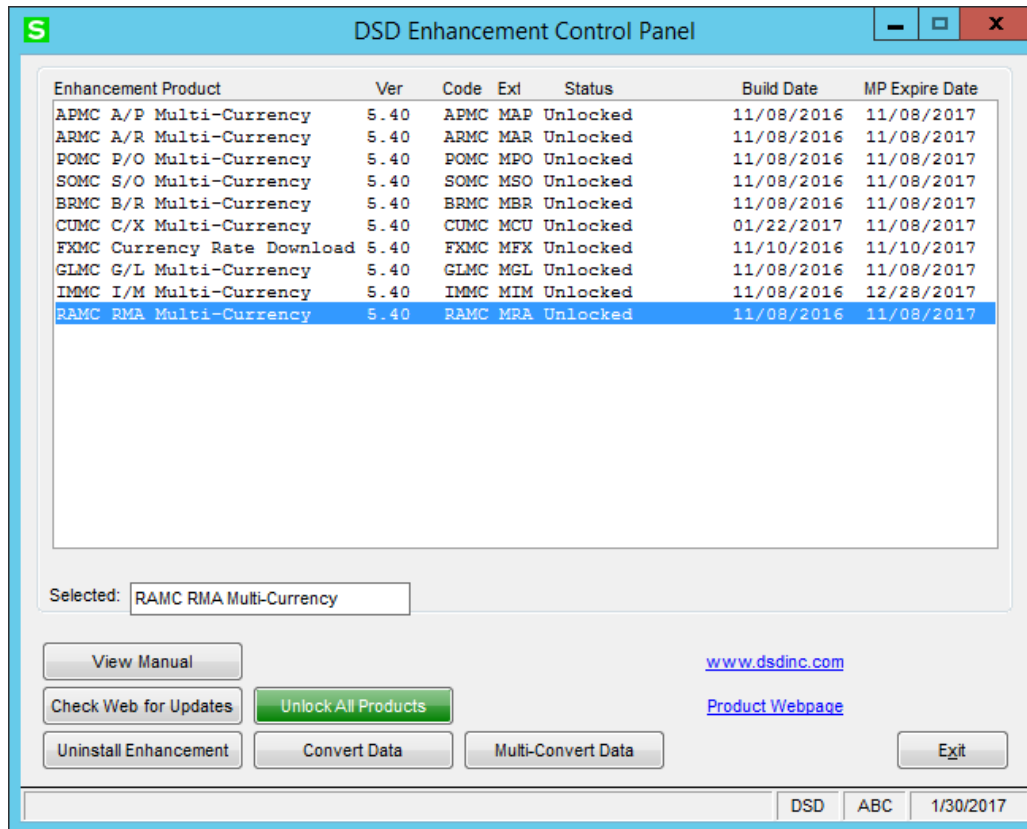 S DSD Enhancement Control Panel x
Enhancement Product Ver Code Ext Status Build Date MP Expire Date
APMC A/P Multi-Currency 5.40 APMC MAP Unlocked 11/08/2016 11/08/2017
ARMC A/R Multi-Currency 5.40 ARMC MAR Unlocked 11/08/2016 11/08/2017
POMC P/O Multi-Currency 5.40 POMC MPO Unlocked 11/08/2016 11/08/2017
SOMC S/O Multi-Currency 5.40 SOMC MSO Unlocked 11/08/2016 11/08/2017
BRMC B/R Multi-Currency 5.40 BRMC MBR Unlocked 11/08/2016 11/08/2017
CUMC C/X Multi-Currency 5.40 CUMC MCU Unlocked 01/22/2017 11/08/2017
FXMC Currency Rate Download 5.40 FXMC MFX Unlocked 11/10/2016 11/10/2017
GLMC G/L Multi-Currency 5.40 GLMC MGL Unlocked 11/08/2016 11/08/2017
IMMC I/M Multi-Currency 5.40 IMMC MIM Unlocked 11/08/2016 12/28/2017
RAMC RMA Multi-Currency 5.40 RAMC MRA Unlocked 11/08/2016 11/08/2017
Selected: RAMC RMA Multi-Currency
View Manual www.dsdinc.com
Check Web for Updates Unlock All Products Product Webpage
Uninstall Enhancement Convert Data Multi-Convert Data Exit
DSD ABC 1/30/2017